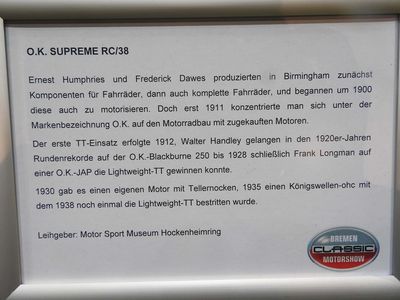 O.K. SUPREME RC/38
Ernest Humphries und Frederick Dawes produzierten in Birmingham zunächst
Komponenten für Fahrräder, dann auch komplette Fahrräder, und begannen um 1900
diese auch zu motorisieren. Doch erst 1911 konzentrierte man sich unter der
Markenbezeichnung O.K. auf den Motorradbau mit zugekauften Motoren.
Der erste TT-Einsatz erfolgte 1912, Walter Handley gelangen in den 1920er-Jahren
Rundenrekorde auf der O.K.-Blackburne 250 bis 1928 schließlich Frank Longman auf
einer O.K.-JAP die Lightweight-TT gewinnen konnte.
1930 gab es einen eigenen Motor mit Tellernocken, 1935 einen Königswellen-ohc mit
dem 1938 noch einmal die Lightweight-TT bestritten wurde.
Leihgeber: Motor Sport Museum Hockenheimring
BREMEN
CLASSIC
MOTORSHOW